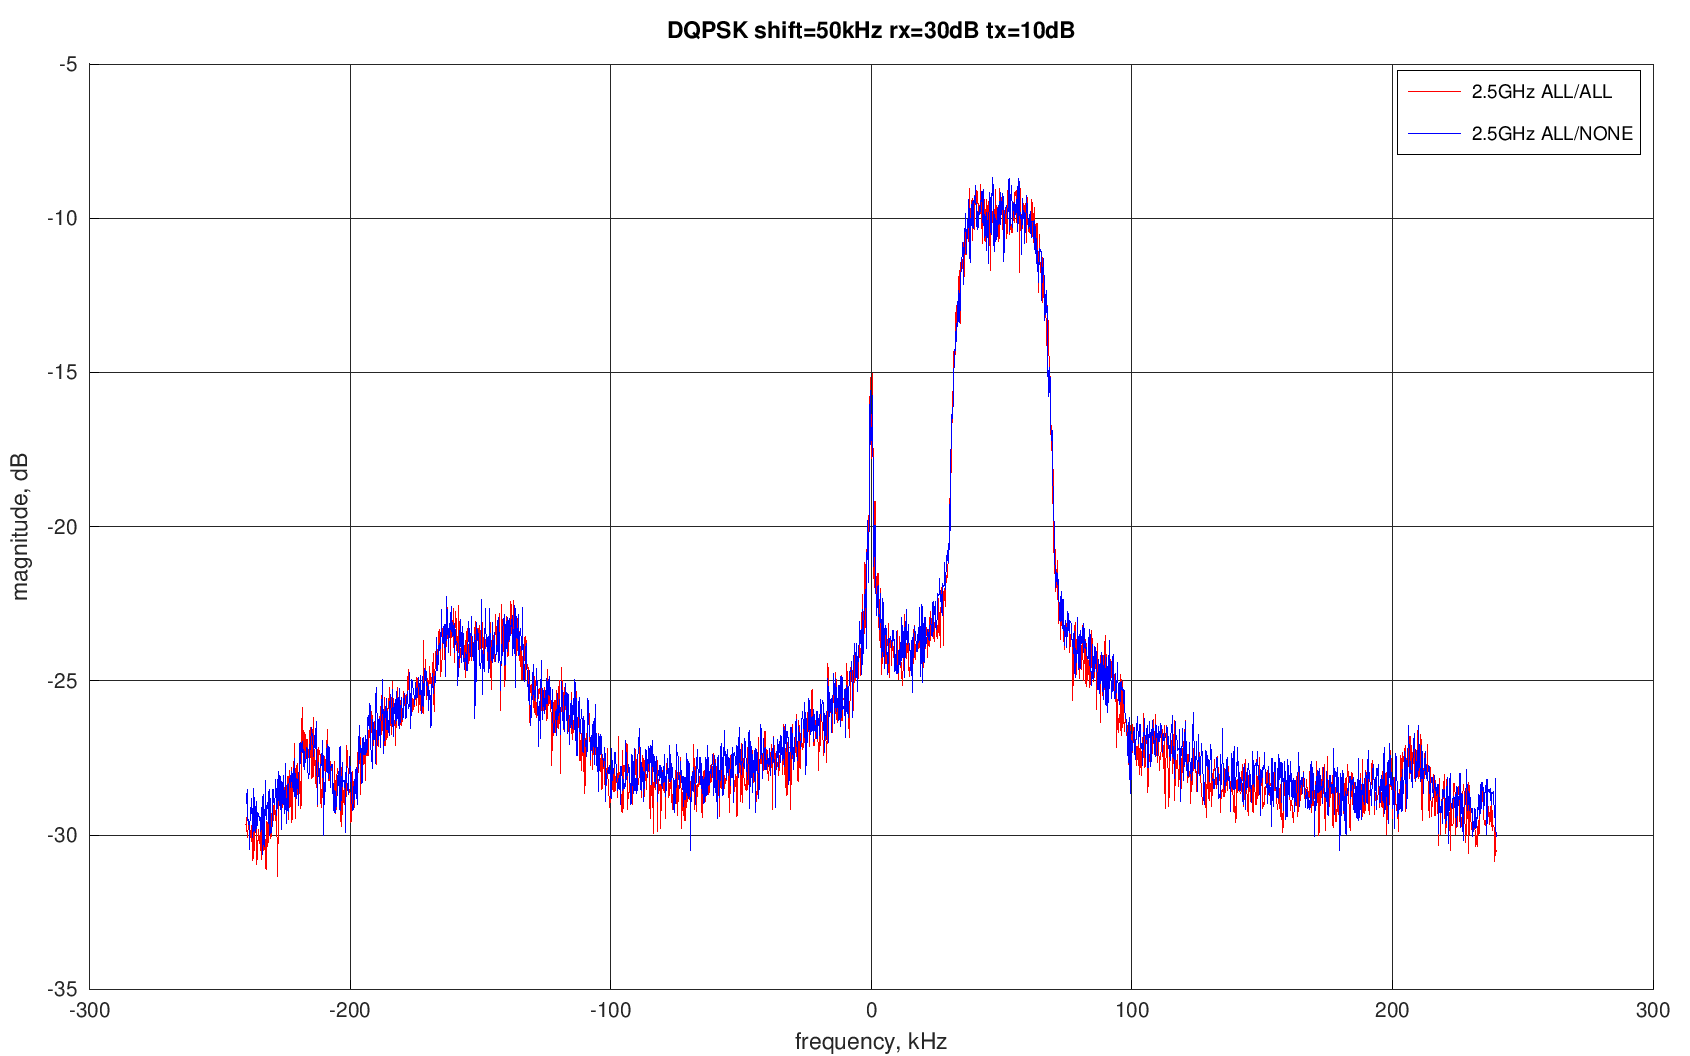 DQPSK shift=50kHz rx=30dB tx=10dB
2.5GHz ALL/ALL
2.5GHz ALL/NONE
magnitude, dB
-5
-10
-15
-20
-25
-30
-35
-300 -200 -100 0 100 200 300
frequency, kHz